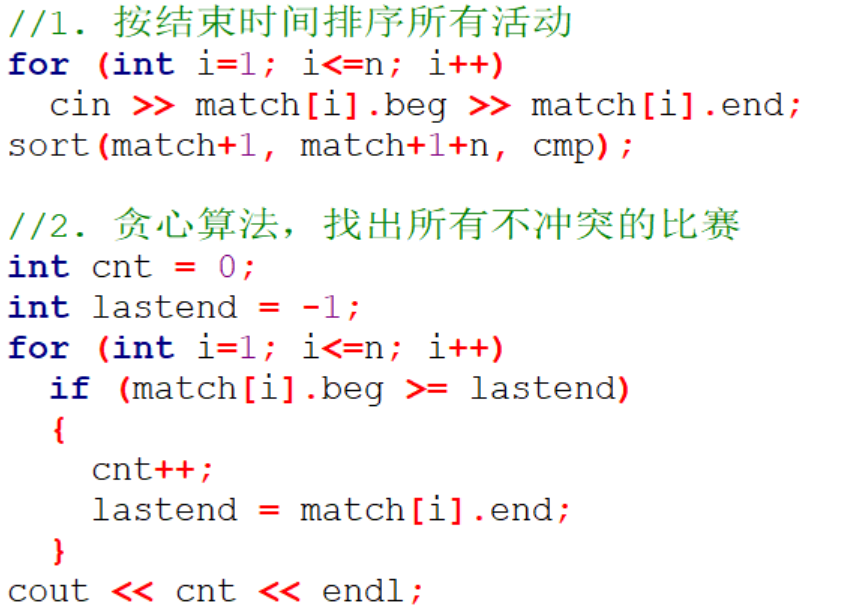 //1. 按结束时间排序所有活动
for (int i=1; i<=n; i++)
  cin >> match[i].beg >> match[i].end;
sort(match+1, match+1+n, cmp);

//2. 贪心算法，找出所有不冲突的比赛
int cnt = 0;
int lastend = -1;
for (int i=1; i<=n; i++)
  if (match[i].beg >= lastend)
  {
    cnt++;
    lastend = match[i].end;
  }
cout << cnt << endl;